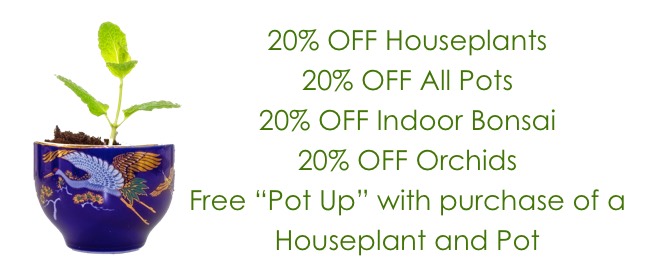 20% OFF Houseplants
20% OFF All Pots
20% OFF Indoor Bonsai
20% OFF Orchids
Free “Pot Up” with purchase of a
Houseplant and Pot